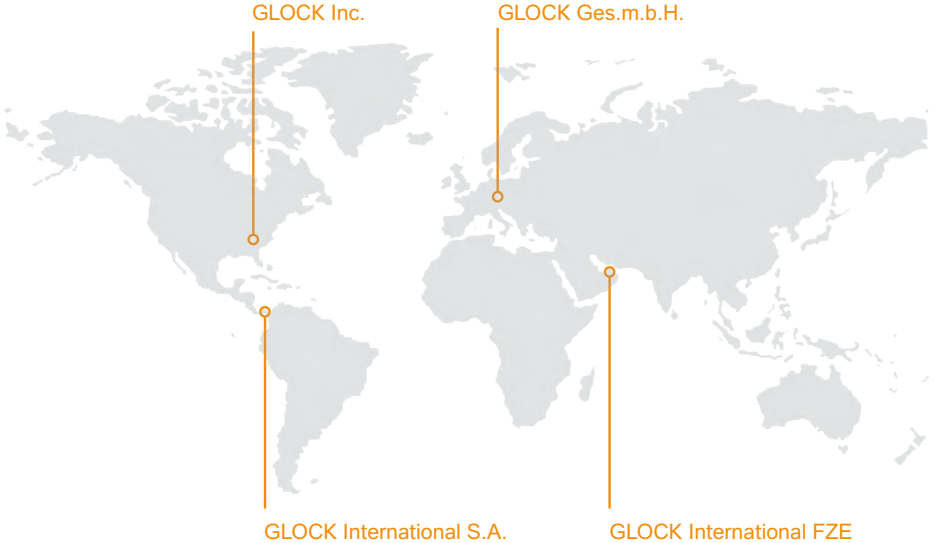 GLOCK Inc.
GLOCK Ges.m.b.H.
GLOCK International S.A.
GLOCK International FZE